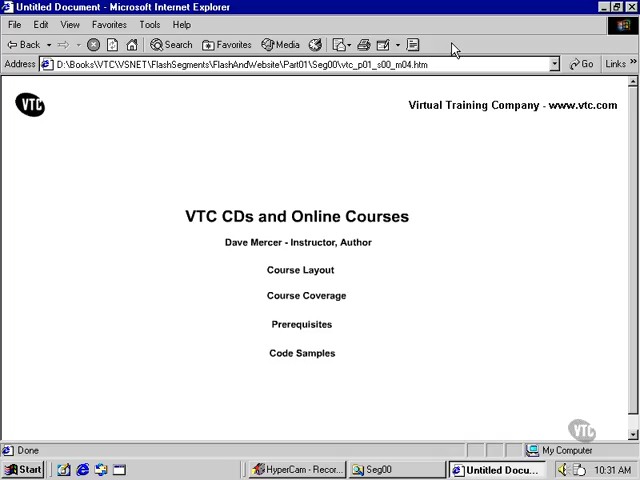 Untitled Document - Microsoft Internet Explorer
File Edit View Favorites Tools Help
Back Search Favorites Media
Address D:\Books\VTC\VSNET\FlashSegments\FlashAndWebsite\Part01\Seg00\vtc_p01_s00_m04.htm Go Links »
VTC Virtual Training Company - www.vtc.com
VTC CDs and Online Courses
Dave Mercer - Instructor, Author
Course Layout
Course Coverage
Prerequisites
Code Samples
VTC
Done My Computer
Start HyperCam - Recor... Seg00 Untitled Docu... 10:31 AM